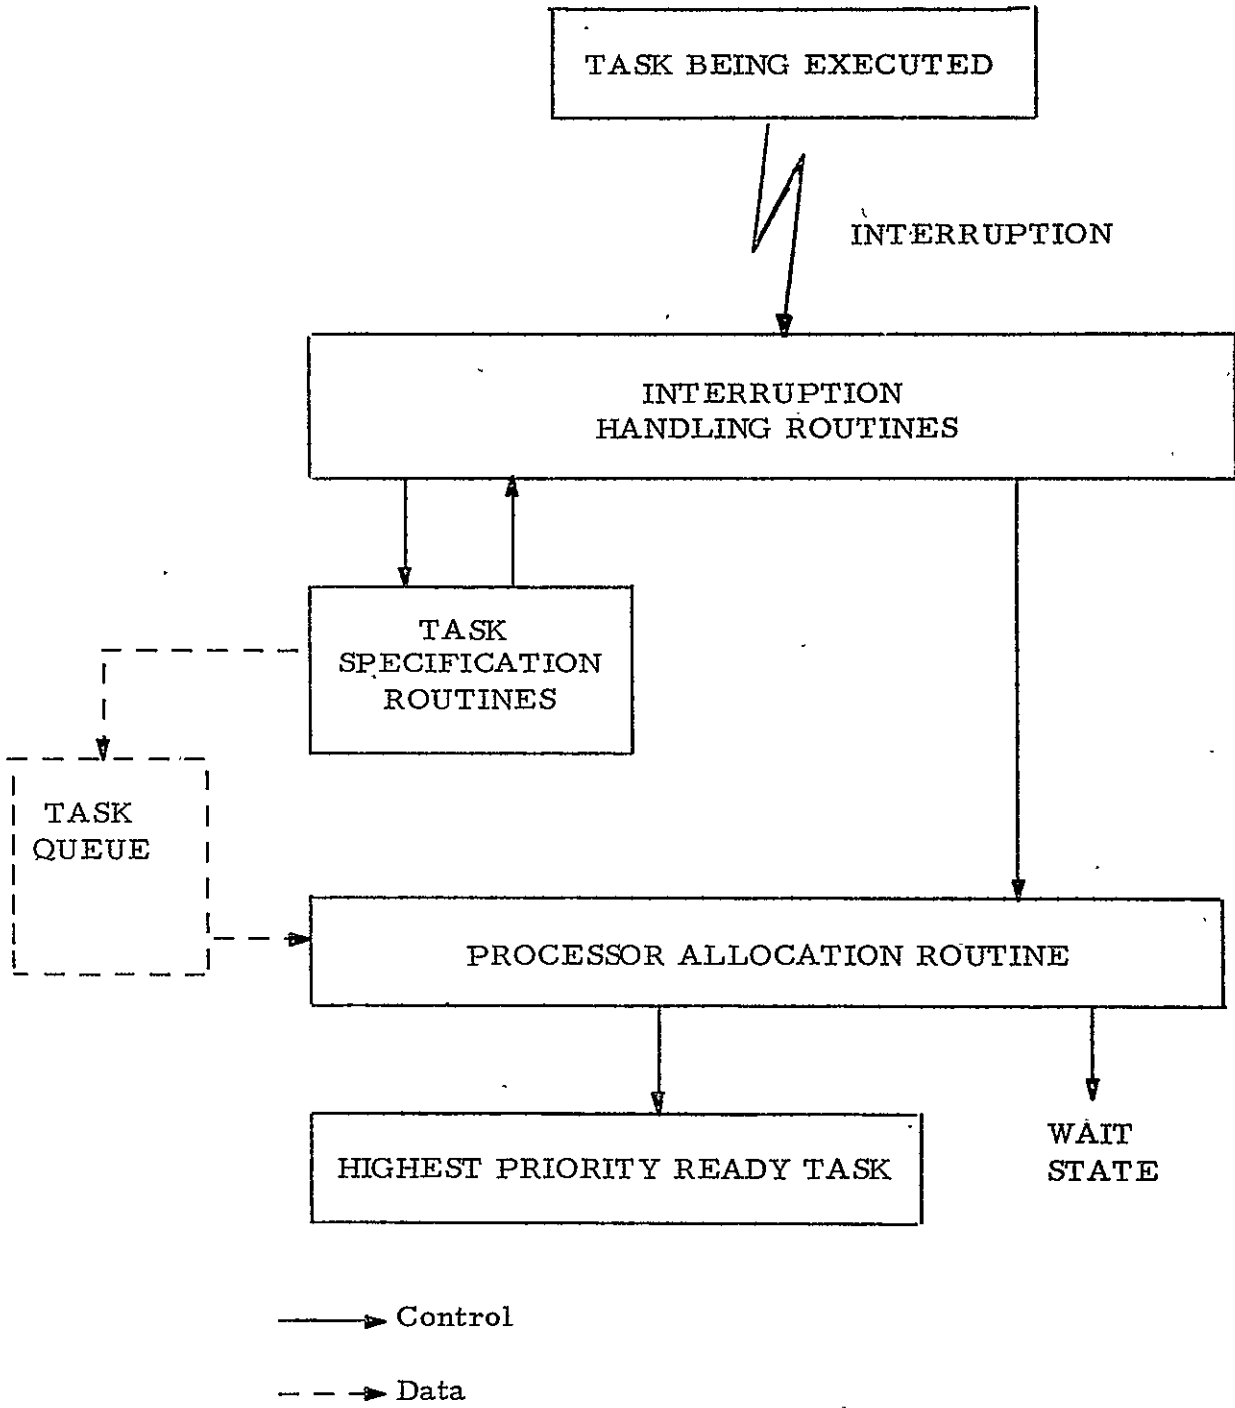 TASK BEING EXECUTED
INTERRUPTION
INTERRUPTION
HANDLING ROUTINES
TASK
SPECIFICATION
ROUTINES
TASK
QUEUE
PROCESSOR ALLOCATION ROUTINE
HIGHEST PRIORITY READY TASK
WAIT
STATE
Control
Data